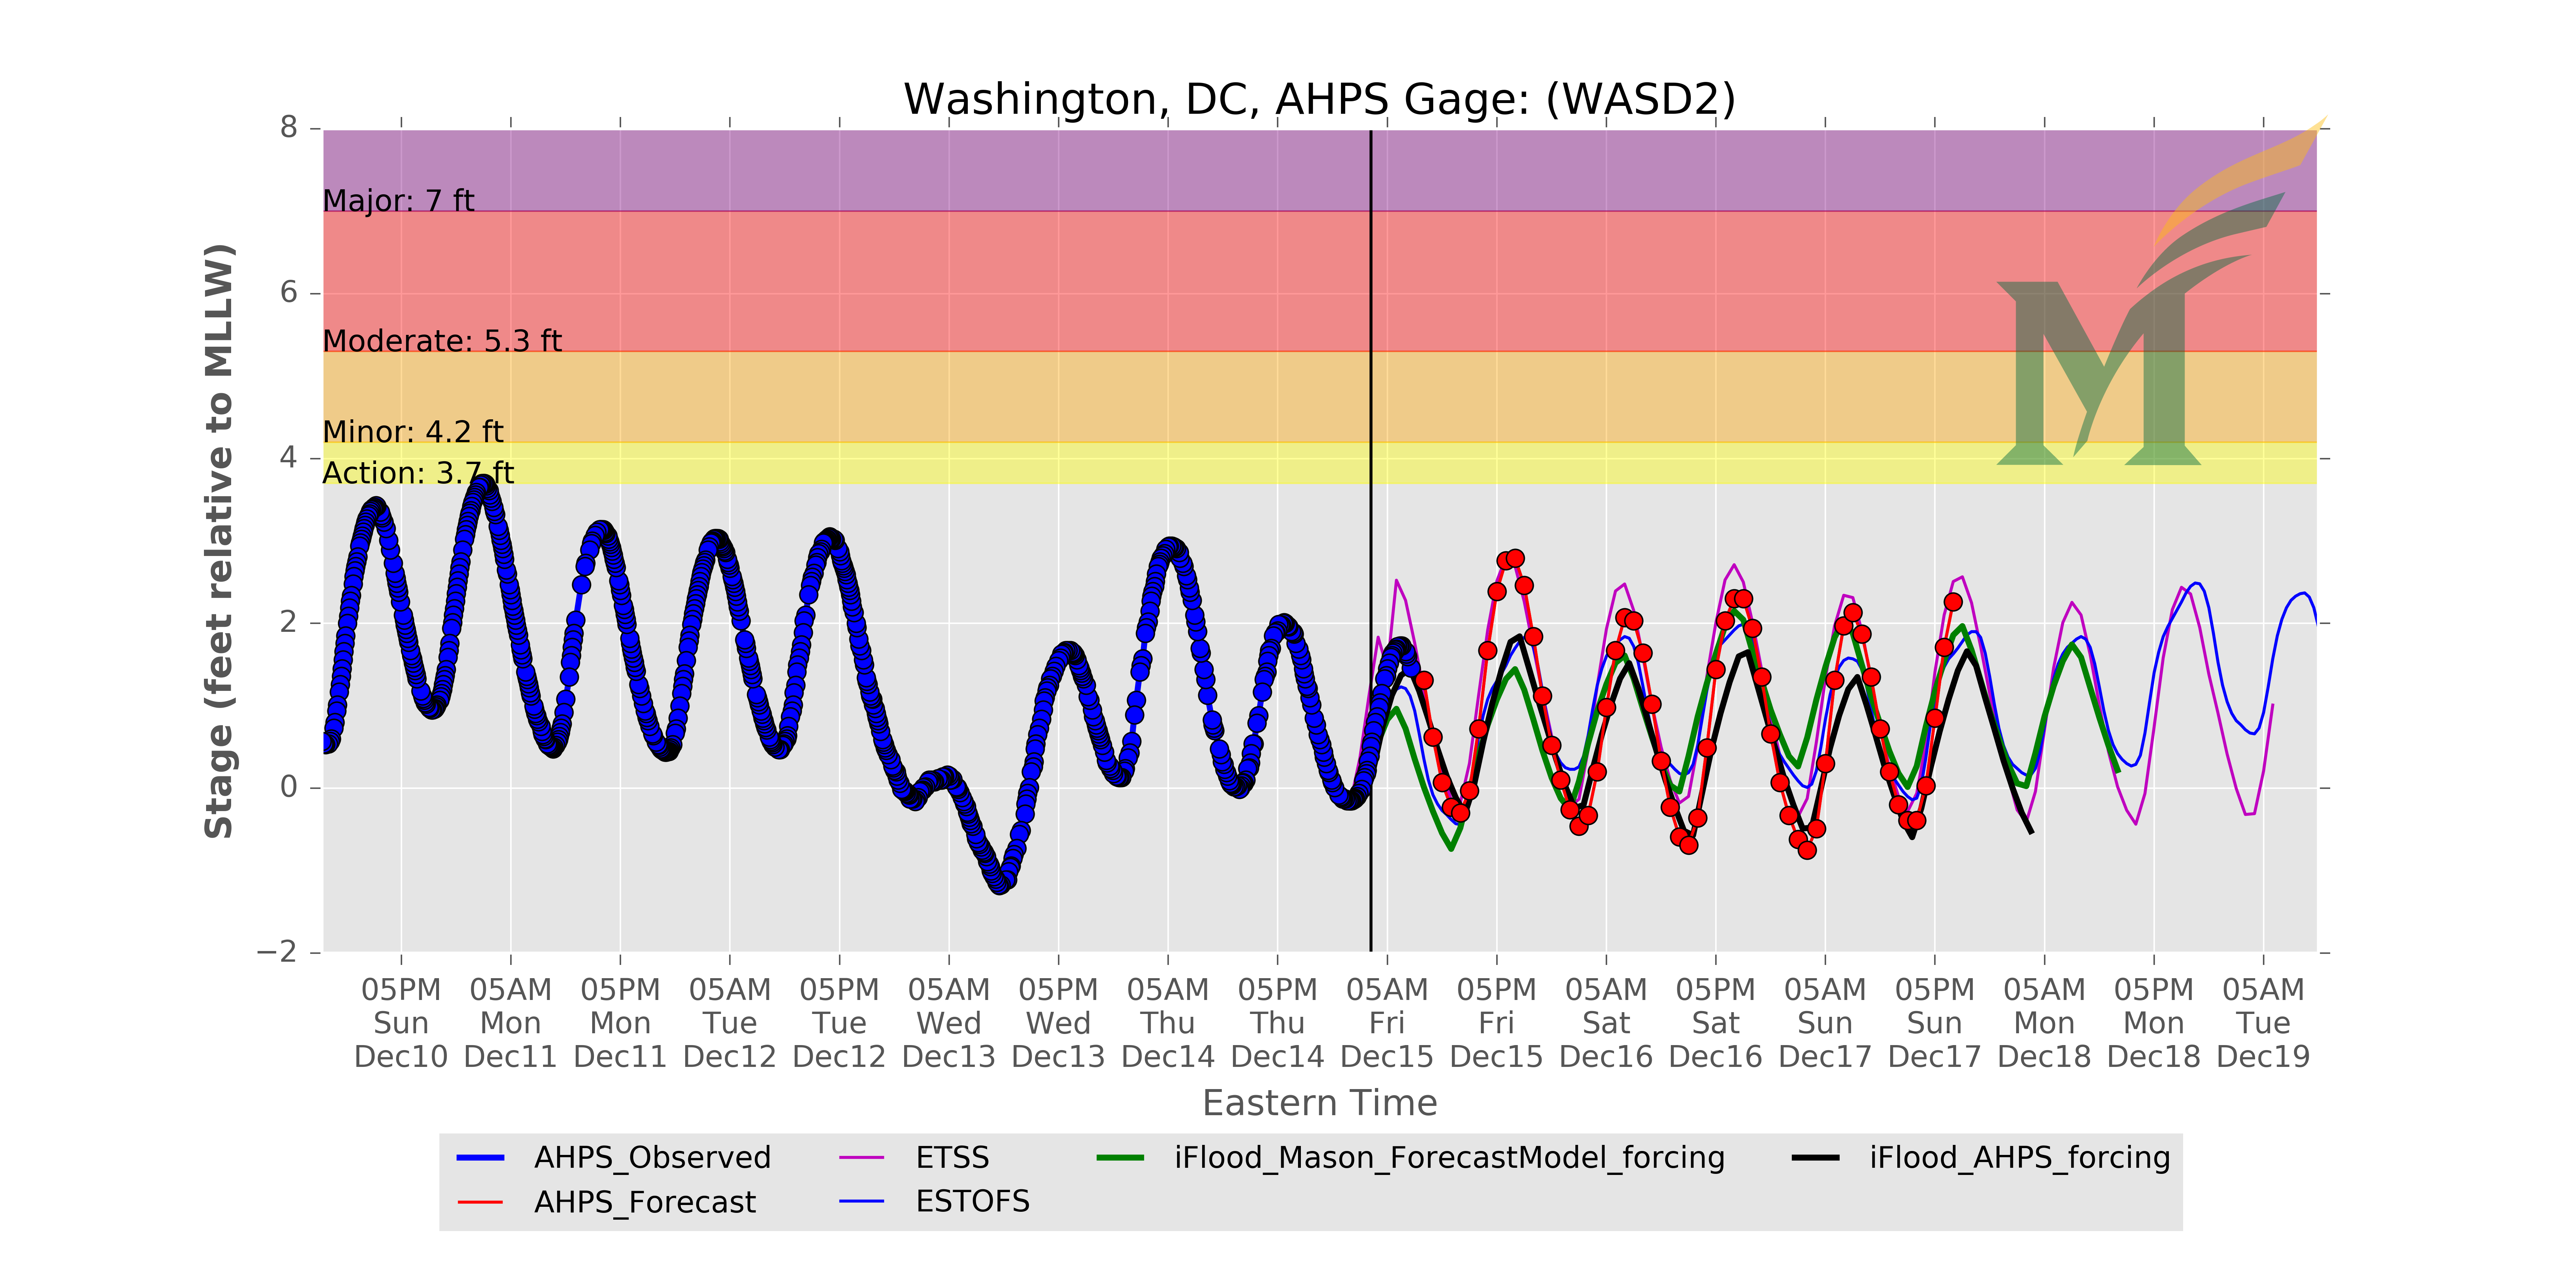 Washington, DC, AHPS Gage: (WASD2)
8
Major: 7 ft
6
Moderate: 5.3 ft
Minor: 4.2 ft
4
Action: 3.7 ft
2
0
−2
Stage (feet relative to MLLW)
05PM 05AM 05PM 05AM 05PM 05AM 05PM 05AM 05PM 05AM 05PM 05AM 05PM 05AM 05PM 05AM 05PM 05AM
Sun Mon Mon Tue Tue Wed Wed Thu Thu Fri Fri Sat Sat Sun Sun Mon Mon Tue
Dec10 Dec11 Dec11 Dec12 Dec12 Dec13 Dec13 Dec14 Dec14 Dec15 Dec15 Dec16 Dec16 Dec17 Dec17 Dec18 Dec18 Dec19
Eastern Time
AHPS_Observed ETSS iFlood_Mason_ForecastModel_forcing iFlood_AHPS_forcing
AHPS_Forecast ESTOFS